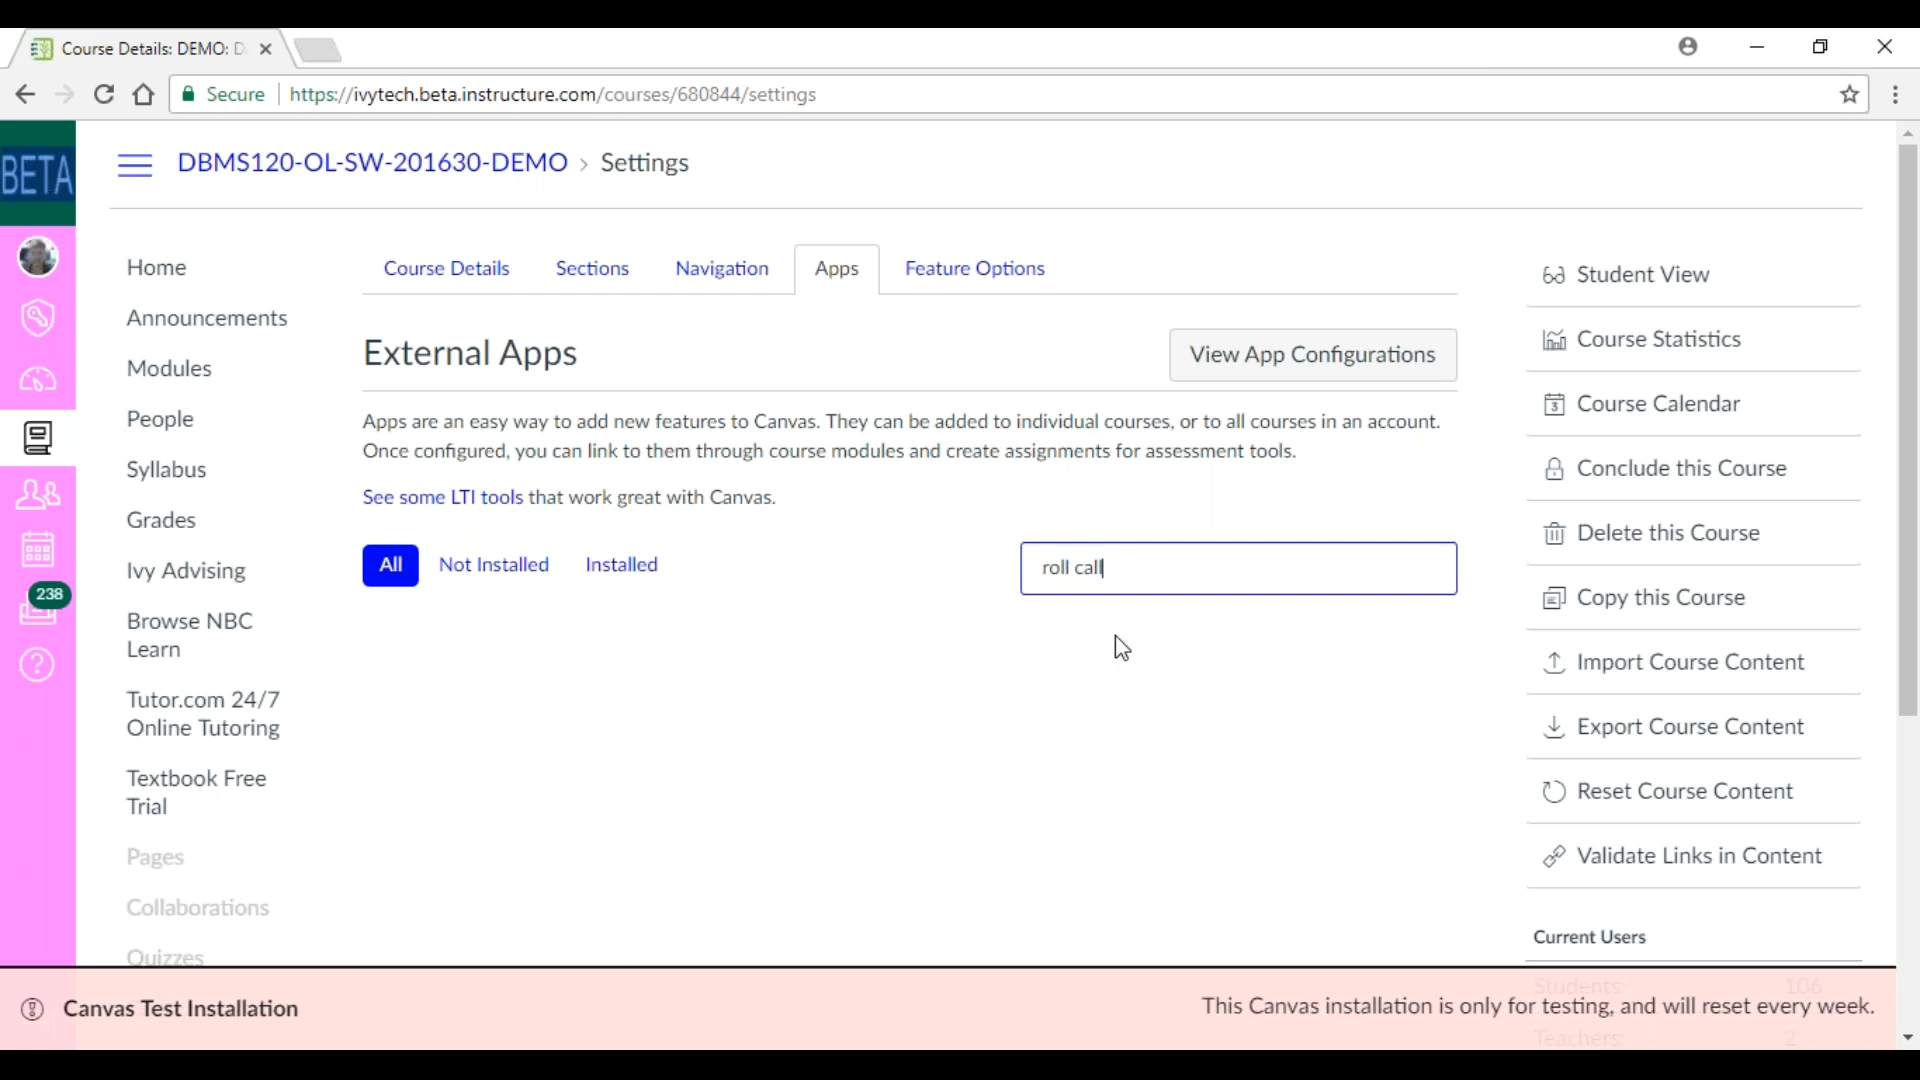 Course Details: DEMO: D
Secure https://ivytech.beta.instructure.com/courses/680844/settings
BETA
DBMS120-OL-SW-201630-DEMO › Settings
Home
Announcements
Modules
People
Syllabus
Grades
Ivy Advising
Browse NBC
Learn
Tutor.com 24/7
Online Tutoring
Textbook Free
Trial
Pages
Collaborations
Quizzes
238
Course Details Sections Navigation Apps Feature Options
External Apps
View App Configurations
Apps are an easy way to add new features to Canvas. They can be added to individual courses, or to all courses in an account.
Once configured, you can link to them through course modules and create assignments for assessment tools.
See some LTI tools that work great with Canvas.
All Not Installed Installed
roll call
Student View
Course Statistics
3 Course Calendar
Conclude this Course
Delete this Course
Copy this Course
Import Course Content
Export Course Content
Reset Course Content
Validate Links in Content
Current Users
Students 106
Teachers 2
Canvas Test Installation
This Canvas installation is only for testing, and will reset every week.